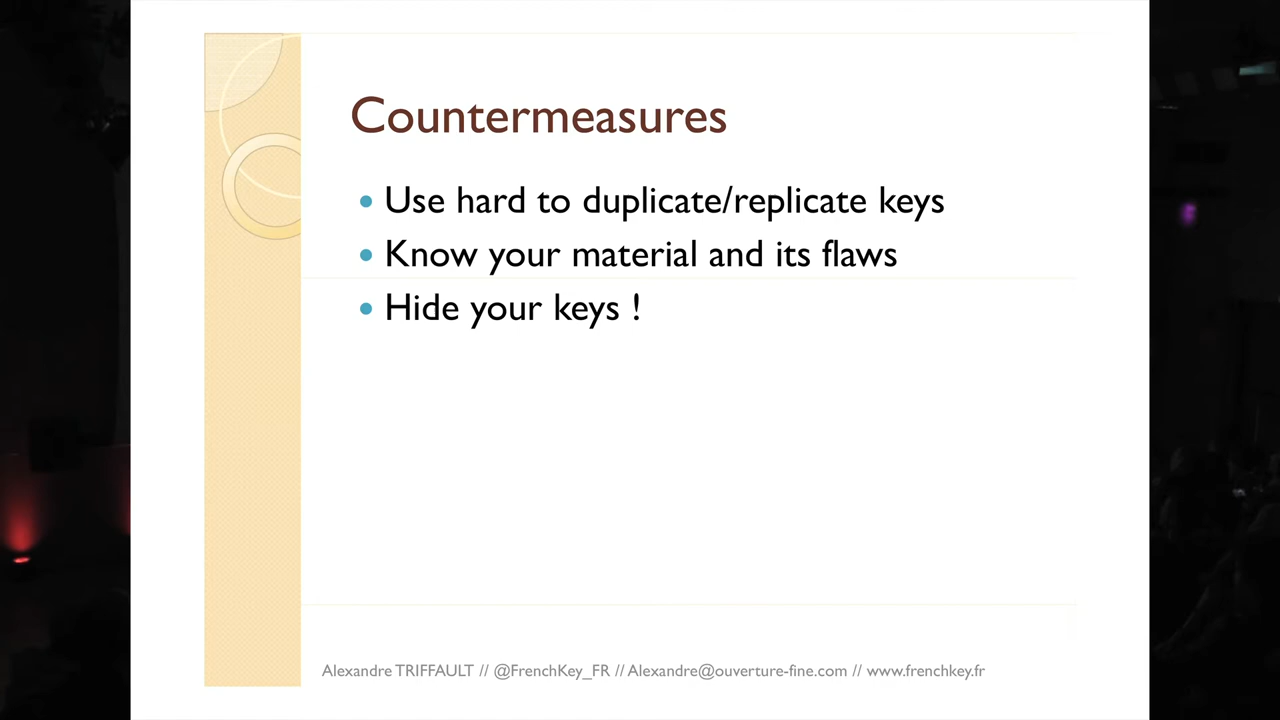 Countermeasures
Use hard to duplicate/replicate keys
Know your material and its flaws
Hide your keys !
Alexandre TRIFFAULT // @FrenchKey_FR // Alexandre@ouverture-fine.com // www.frenchkey.fr